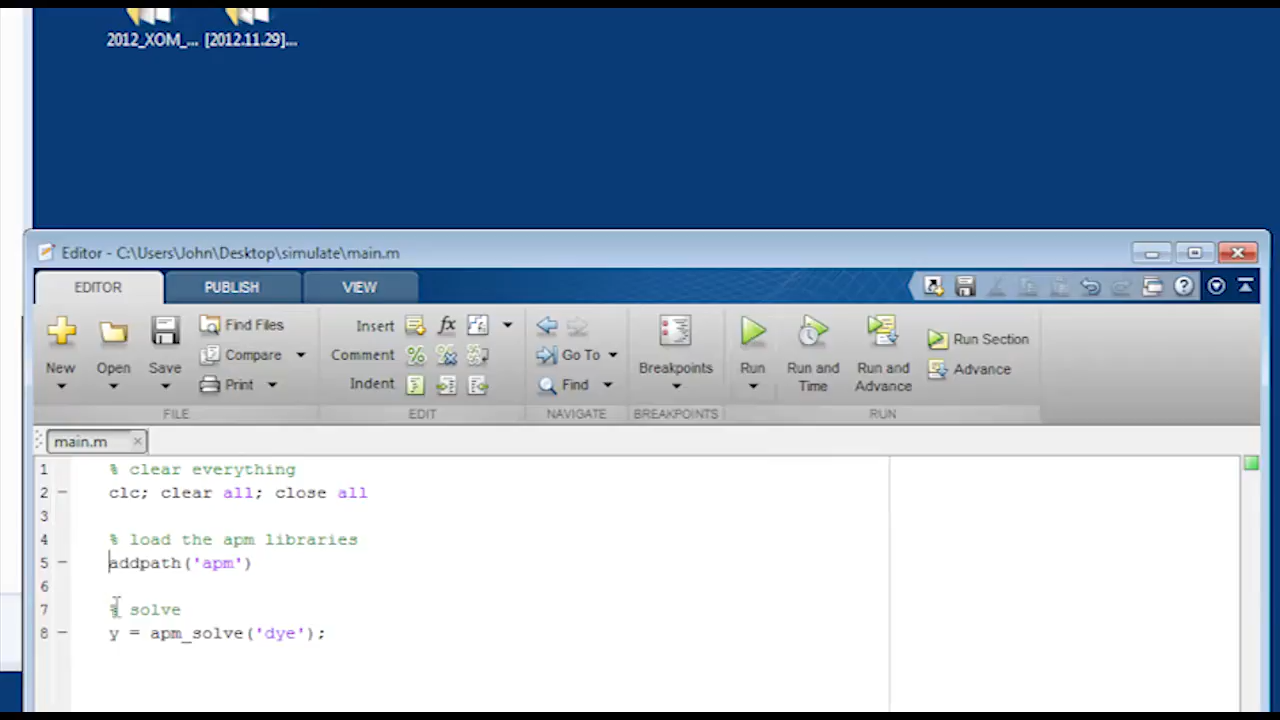 2012_XOM_... [2012.11.29]...
Editor - C:\Users\John\Desktop\simulate\main.m
EDITOR PUBLISH VIEW
New Open Save Find Files Compare Print
FILE
Insert fx
Comment
Indent
EDIT
Go To
Find
NAVIGATE
Breakpoints
BREAKPOINTS
Run Run and Time Run and Advance Run Section Advance
RUN
main.m
1 % clear everything
2 – clc; clear all; close all
3
4 % load the apm libraries
5 – addpath('apm')
6
7 % solve
8 – y = apm_solve('dye');